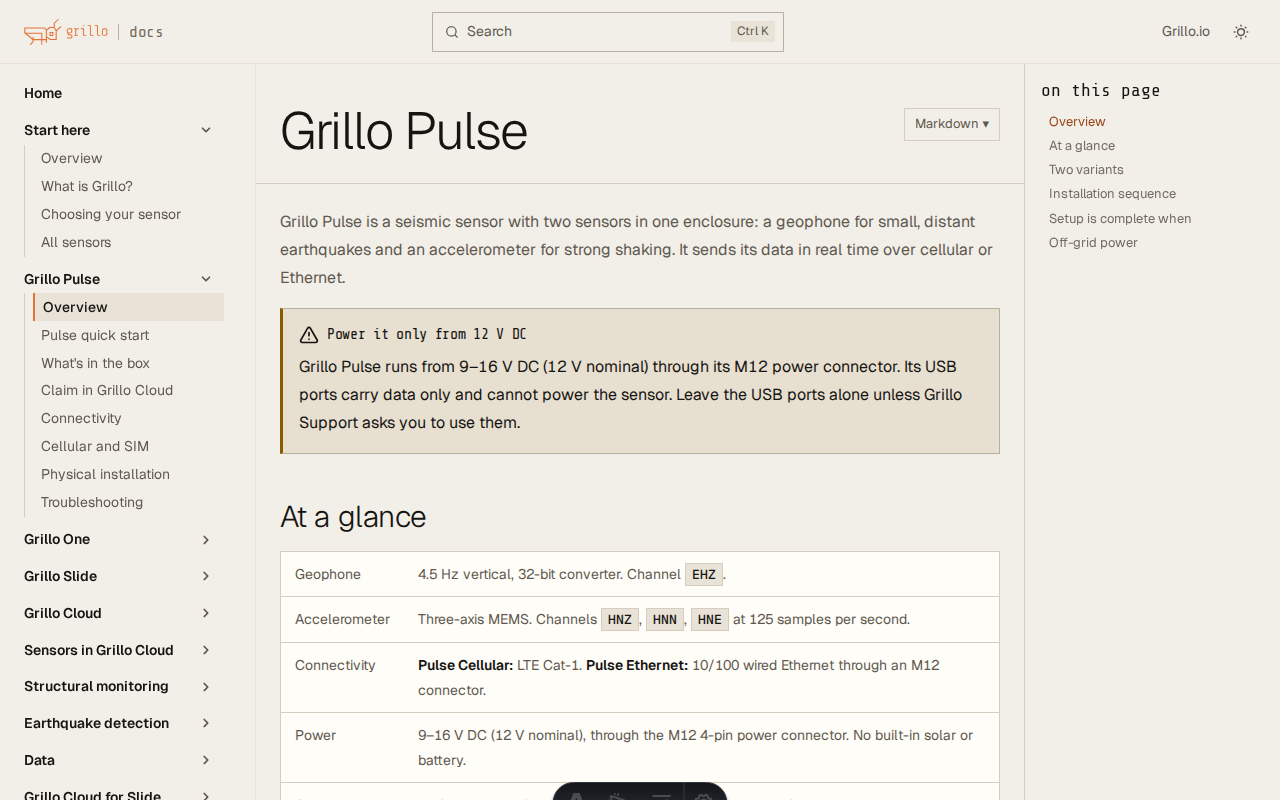 grillo docs
Search
Ctrl K
Grillo.io
Home
Start here
Overview
What is Grillo?
Choosing your sensor
All sensors
Grillo Pulse
Overview
Pulse quick start
What's in the box
Claim in Grillo Cloud
Connectivity
Cellular and SIM
Physical installation
Troubleshooting
Grillo One
Grillo Slide
Grillo Cloud
Sensors in Grillo Cloud
Structural monitoring
Earthquake detection
Data
Grillo Cloud for Slide
Grillo Pulse
Markdown ▾
Grillo Pulse is a seismic sensor with two sensors in one enclosure: a geophone for small, distant
earthquakes and an accelerometer for strong shaking. It sends its data in real time over cellular or
Ethernet.
Power it only from 12 V DC
Grillo Pulse runs from 9–16 V DC (12 V nominal) through its M12 power connector. Its USB
ports carry data only and cannot power the sensor. Leave the USB ports alone unless Grillo
Support asks you to use them.
At a glance
Geophone 4.5 Hz vertical, 32-bit converter. Channel EHZ.
Accelerometer Three-axis MEMS. Channels HNZ, HNN, HNE at 125 samples per second.
Connectivity Pulse Cellular: LTE Cat-1. Pulse Ethernet: 10/100 wired Ethernet through an M12
connector.
Power 9–16 V DC (12 V nominal), through the M12 4-pin power connector. No built-in solar or
battery.
on this page
Overview
At a glance
Two variants
Installation sequence
Setup is complete when
Off-grid power